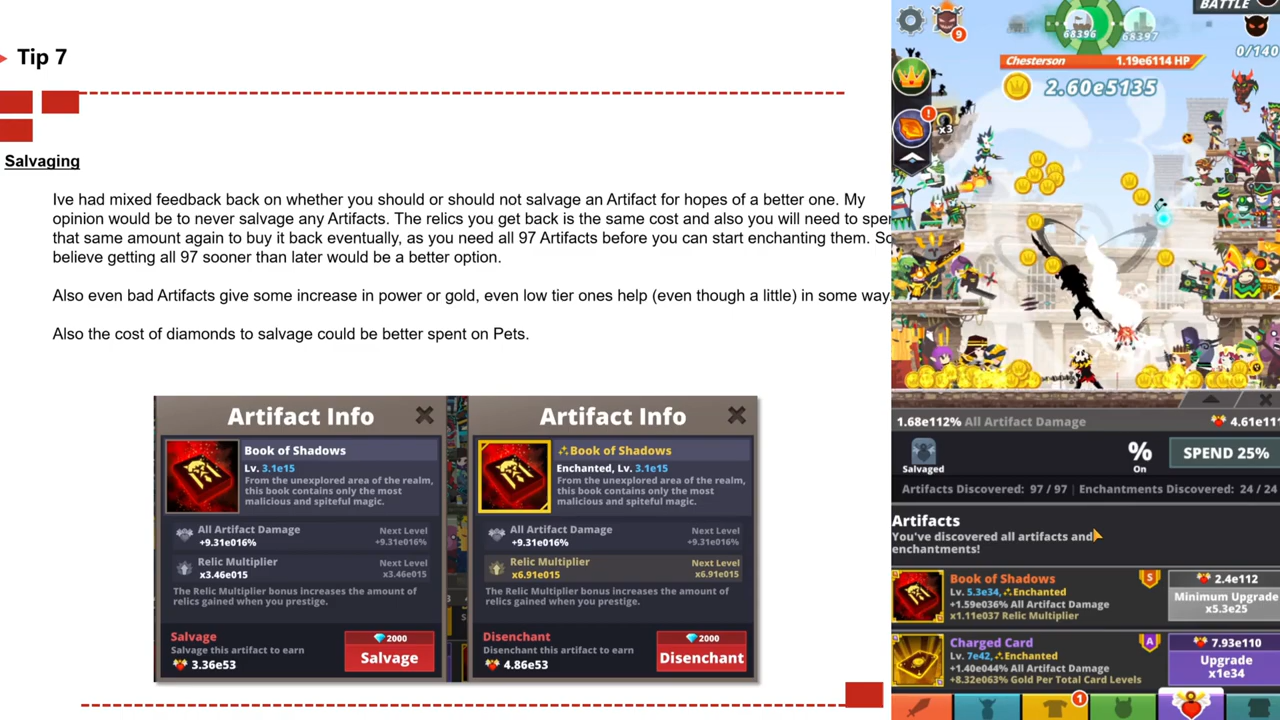 Tip 7
Salvaging
Ive had mixed feedback back on whether you should or should not salvage an Artifact for hopes of a better one. My
opinion would be to never salvage any Artifacts. The relics you get back is the same cost and also you will need to
that same amount again to buy it back eventually, as you need all 97 Artifacts before you can start enchanting them. So
believe getting all 97 sooner than later would be a better option.
Also even bad Artifacts give some increase in power or gold, even low tier ones help (even though a little) in some way.
Also the cost of diamonds to salvage could be better spent on Pets.
Artifact Info
Book of Shadows
Lv. 3.1e15
From the unexplored area of the realm,
this book contains only the most
malicious and spiteful magic.
All Artifact Damage Next Level
+9.31e016% +9.31e016%
Relic Multiplier Next Level
x3.46e015 x3.46e015
The Relic Multiplier bonus increases the amount of
relics gained when you prestige.
Salvage
Salvage this artifact to earn
3.36e53
2000
Salvage
Artifact Info
Book of Shadows
Enchanted, Lv. 3.1e15
From the unexplored area of the realm,
this book contains only the most
malicious and spiteful magic.
All Artifact Damage Next Level
+9.31e016% +9.31e016%
Relic Multiplier Next Level
x6.91e015 x6.91e015
The Relic Multiplier bonus increases the amount of
relics gained when you prestige.
Disenchant
Disenchant this artifact to earn
4.86e53
2000
Disenchant
BATTLE
9
68396 68397
0/140
Chesterson 1.19e6114 HP
2.60e5135
!
x3
1.68e112% All Artifact Damage 4.61e11
Salvaged
%
On
SPEND 25%
Artifacts Discovered: 97 / 97 | Enchantments Discovered: 24 / 24
Artifacts
You've discovered all artifacts and
enchantments!
Book of Shadows S
Lv. 5.3e34, Enchanted
+1.59e036% All Artifact Damage
x1.11e037 Relic Multiplier
2.4e112
Minimum Upgrade
x5.3e25
Charged Card A
Lv. 7e42, Enchanted
+1.40e044% All Artifact Damage
+8.32e063% Gold Per Total Card Levels
7.93e110
Upgrade
x1e34
1